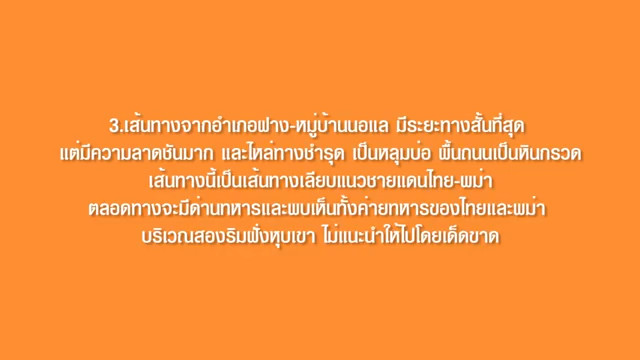 3.เส้นทางจากอำเภอฝาง-หมู่บ้านนอแล มีระยะทางสั้นที่สุด
แต่มีความลาดชันมาก และไหล่ทางชำรุด เป็นหลุมบ่อ พื้นถนนเป็นหินกรวด
เส้นทางนี้เป็นเส้นทางเลียบแนวชายแดนไทย-พม่า
ตลอดทางจะมีด่านทหารและพบเห็นทั้งค่ายทหารของไทยและพม่า
บริเวณสองริมฝั่งหุบเขา ไม่แนะนำให้ไปโดยเด็ดขาด